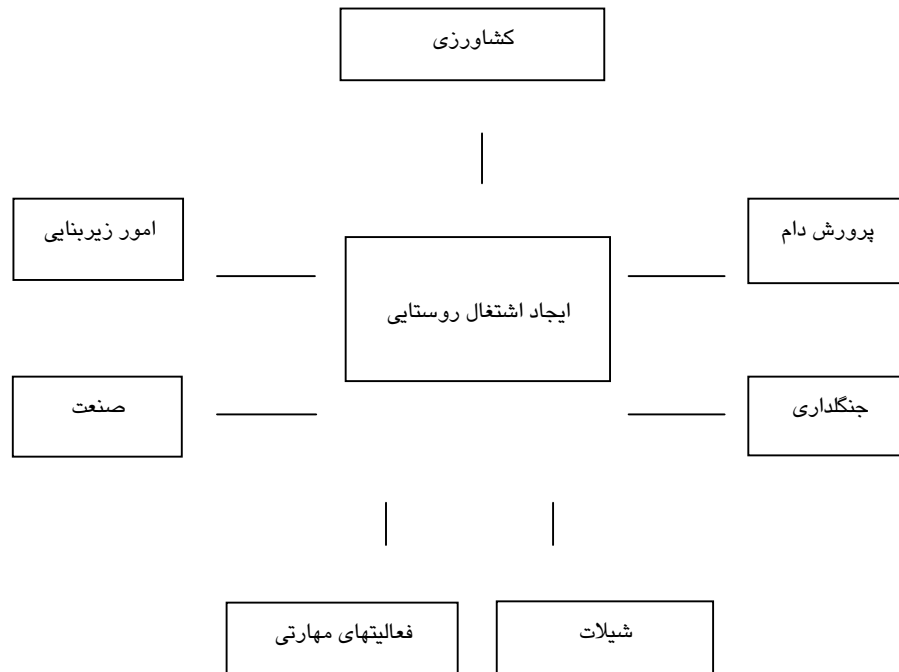 کشاورزی
پرورش دام
امور زیربنایی
ایجاد اشتغال روستایی
جنگلداری
صنعت
شیلات
فعالیتهای مهارتی